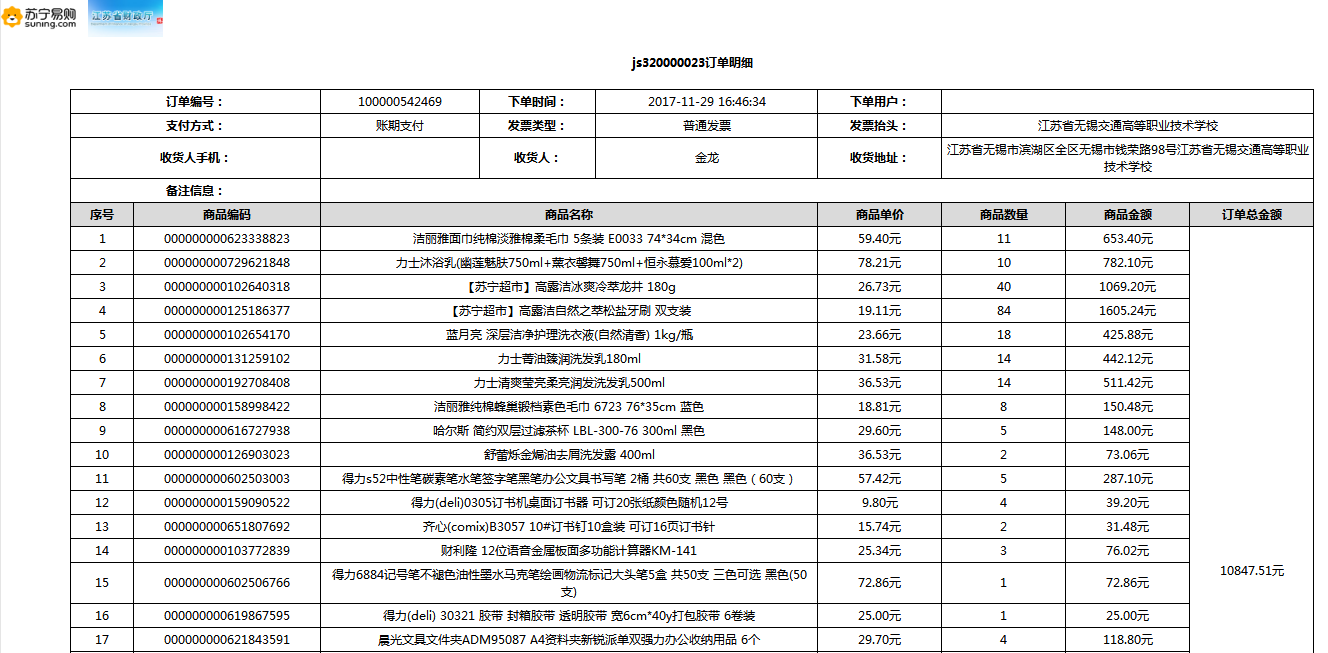 苏宁易购
suning.com
江苏省财政厅
js320000023订单明细
订单编号： 100000542469 下单时间： 2017-11-29 16:46:34 下单用户：
支付方式： 账期支付 发票类型： 普通发票 发票抬头： 江苏省无锡交通高等职业技术学校
收货人手机： 收货人： 金龙 收货地址： 江苏省无锡市滨湖区全区无锡市钱荣路98号江苏省无锡交通高等职业
技术学校
备注信息：
序号 商品编码 商品名称 商品单价 商品数量 商品金额 订单总金额
1 000000000623338823 洁丽雅面巾纯棉淡雅棉柔毛巾 5条装 E0033 74*34cm 混色 59.40元 11 653.40元
2 000000000729621848 力士沐浴乳(幽莲魅肤750ml+薰衣馨舞750ml+恒永慕爱100ml*2) 78.21元 10 782.10元
3 000000000102640318 【苏宁超市】高露洁冰爽冷萃龙井 180g 26.73元 40 1069.20元
4 000000000125186377 【苏宁超市】高露洁自然之萃松盐牙刷 双支装 19.11元 84 1605.24元
5 000000000102654170 蓝月亮 深层洁净护理洗衣液(自然清香) 1kg/瓶 23.66元 18 425.88元
6 000000000131259102 力士菁油臻润洗发乳180ml 31.58元 14 442.12元
7 000000000192708408 力士清爽莹亮柔亮润发洗发乳500ml 36.53元 14 511.42元
8 000000000158998422 洁丽雅纯棉蜂巢锻档素色毛巾 6723 76*35cm 蓝色 18.81元 8 150.48元
9 000000000616727938 哈尔斯 简约双层过滤茶杯 LBL-300-76 300ml 黑色 29.60元 5 148.00元
10 000000000126903023 舒蕾烁金焗油去屑洗发露 400ml 36.53元 2 73.06元
11 000000000602503003 得力s52中性笔碳素笔水笔签字笔黑笔办公文具书写笔 2桶 共60支 黑色 黑色（60支） 57.42元 5 287.10元
12 000000000159090522 得力(deli)0305订书机桌面订书器 可订20张纸颜色随机12号 9.80元 4 39.20元
13 000000000651807692 齐心(comix)B3057 10#订书钉10盒装 可订16页订书针 15.74元 2 31.48元
14 000000000103772839 财利隆 12位语音金属板面多功能计算器KM-141 25.34元 3 76.02元
15 000000000602506766 得力6884记号笔不褪色油性墨水马克笔绘画物流标记大头笔5盒 共50支 三色可选 黑色(50
支) 72.86元 1 72.86元 10847.51元
16 000000000619867595 得力(deli) 30321 胶带 封箱胶带 透明胶带 宽6cm*40y打包胶带 6卷装 25.00元 1 25.00元
17 000000000621843591 晨光文具文件夹ADM95087 A4资料夹新锐派单双强力办公收纳用品 6个 29.70元 4 118.80元